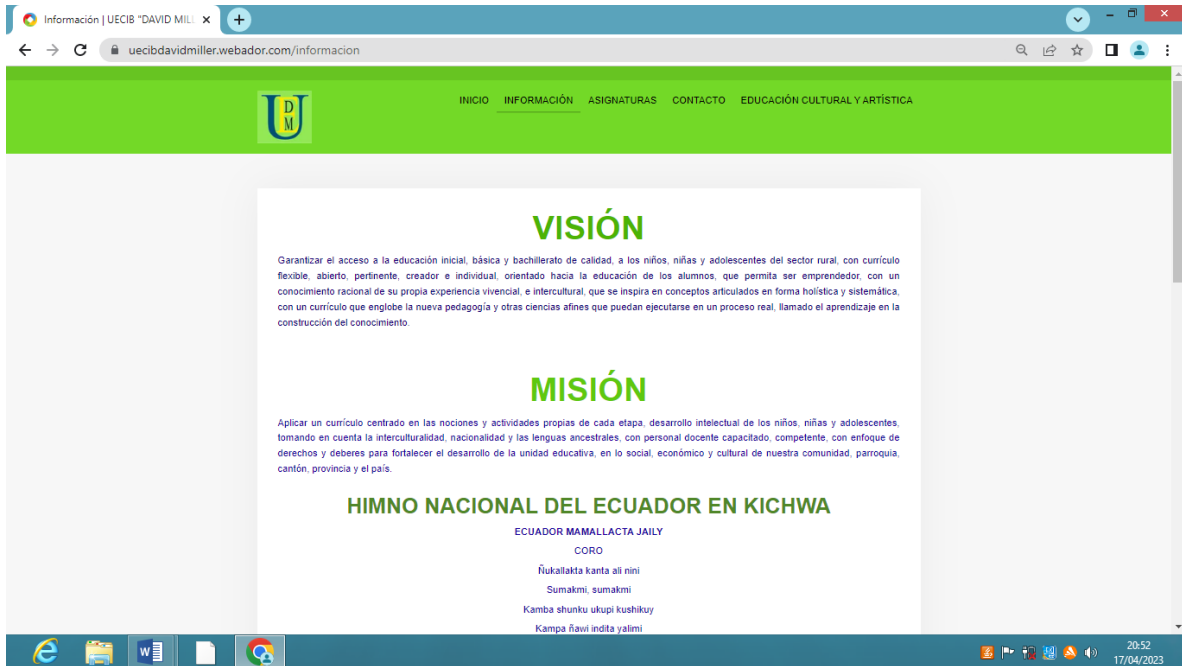 Información | UECIB "DAVID MILL
uecibdavidmiller.webador.com/informacion
U
D
M
INICIO INFORMACIÓN ASIGNATURAS CONTACTO EDUCACIÓN CULTURAL Y ARTÍSTICA
VISIÓN
Garantizar el acceso a la educación inicial, básica y bachillerato de calidad, a los niños, niñas y adolescentes del sector rural, con currículo
flexible, abierto, pertinente, creador e individual, orientado hacia la educación de los alumnos, que permita ser emprendedor, con un
conocimiento racional de su propia experiencia vivencial, e intercultural, que se inspira en conceptos articulados en forma holística y sistemática,
con un currículo que englobe la nueva pedagogía y otras ciencias afines que puedan ejecutarse en un proceso real, llamado el aprendizaje en la
construcción del conocimiento.
MISIÓN
Aplicar un currículo centrado en las nociones y actividades propias de cada etapa, desarrollo intelectual de los niños, niñas y adolescentes,
tomando en cuenta la interculturalidad, nacionalidad y las lenguas ancestrales, con personal docente capacitado, competente, con enfoque de
derechos y deberes para fortalecer el desarrollo de la unidad educativa, en lo social, económico y cultural de nuestra comunidad, parroquia,
cantón, provincia y el país.
HIMNO NACIONAL DEL ECUADOR EN KICHWA
ECUADOR MAMALLACTA JAILY
CORO
Ñukallakta kanta ali nini
Sumakmi, sumakmi
Kamba shunku ukupi kushikuy
Kampa ñawi indita yalimi
20:52
17/04/2023